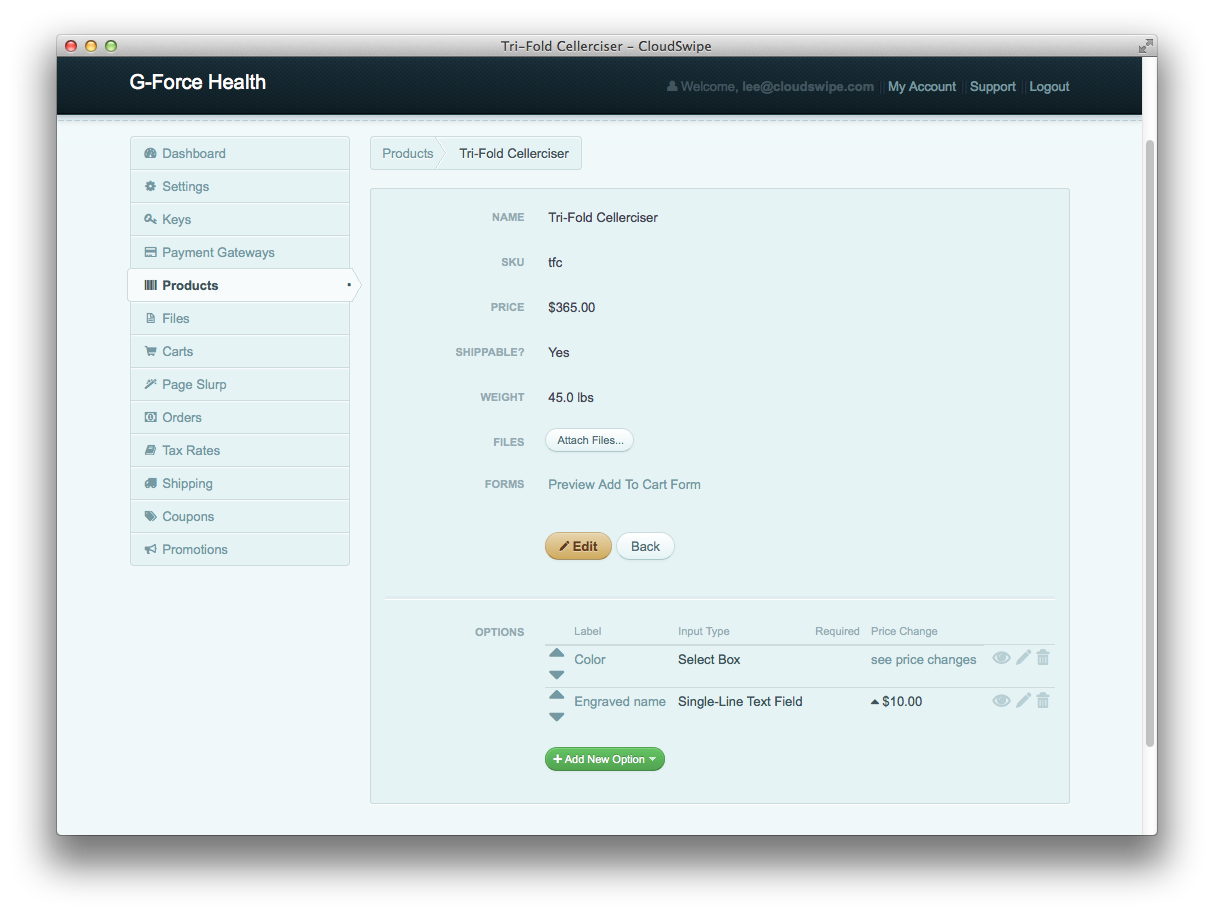 Tri-Fold Cellerciser – CloudSwipe
G-Force Health
Welcome, lee@cloudswipe.com My Account Support Logout
Dashboard
Settings
Keys
Payment Gateways
Products
Files
Carts
Page Slurp
Orders
Tax Rates
Shipping
Coupons
Promotions
Products Tri-Fold Cellerciser
NAME Tri-Fold Cellerciser
SKU tfc
PRICE $365.00
SHIPPABLE? Yes
WEIGHT 45.0 lbs
FILES Attach Files...
FORMS Preview Add To Cart Form
Edit Back
OPTIONS Label Input Type Required Price Change
Color Select Box see price changes
Engraved name Single-Line Text Field $10.00
+ Add New Option